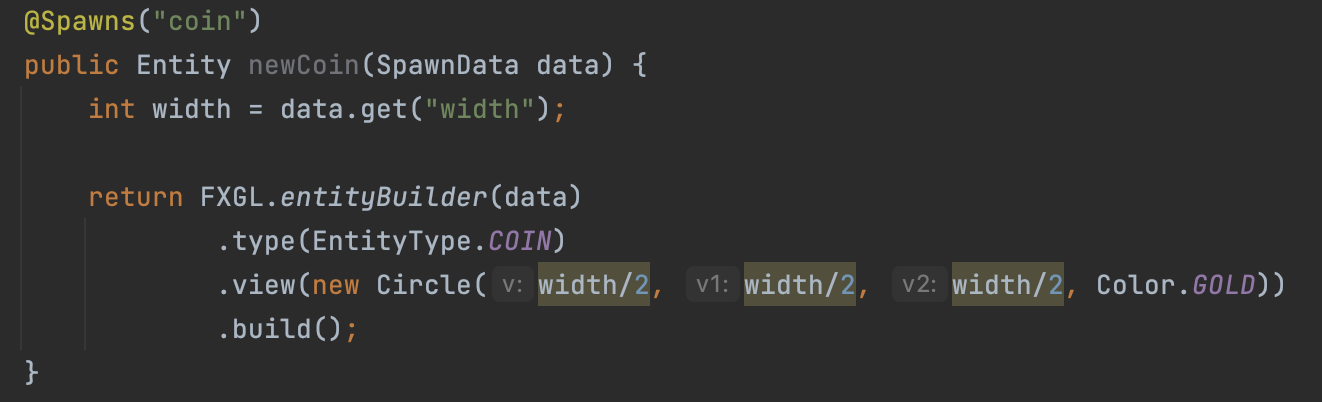 @Spawns("coin")
public Entity newCoin(SpawnData data) {
    int width = data.get("width");

    return FXGL.entityBuilder(data)
            .type(EntityType.COIN)
            .view(new Circle( v: width/2, v1: width/2, v2: width/2, Color.GOLD))
            .build();
}